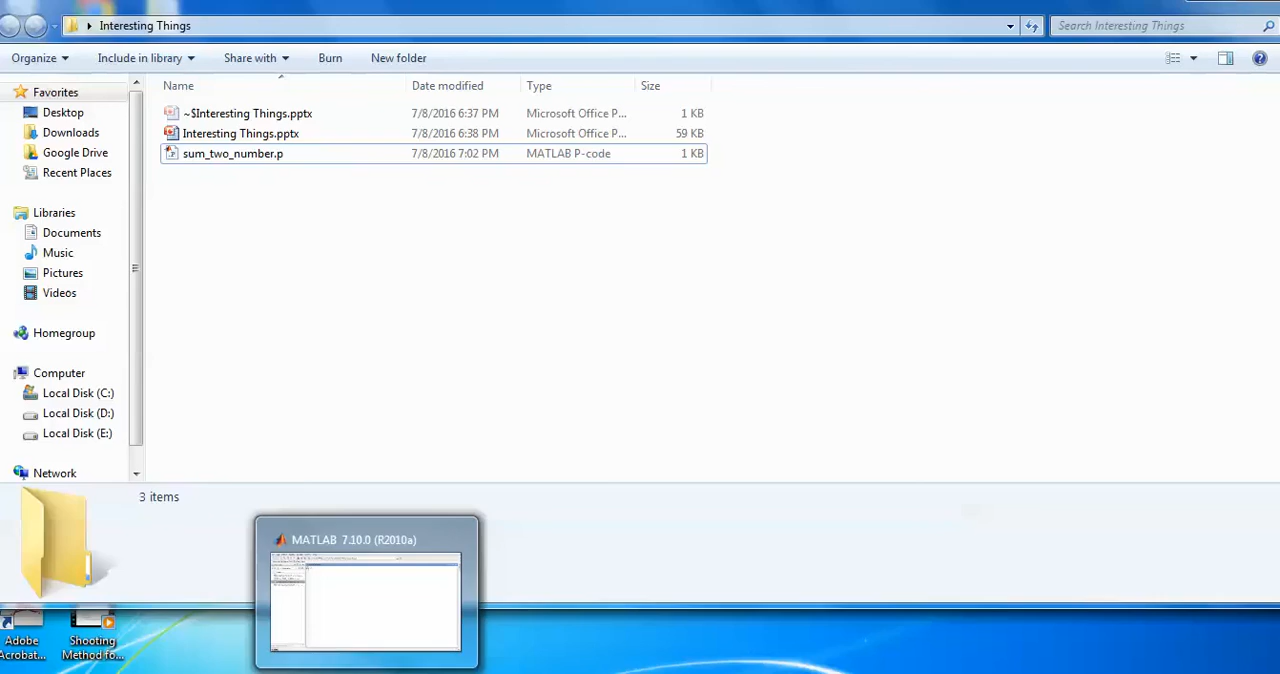 Interesting Things
Search Interesting Things
Organize Include in library Share with Burn New folder
Name Date modified Type Size
Favorites
Desktop
Downloads
Google Drive
Recent Places
Libraries
Documents
Music
Pictures
Videos
Homegroup
Computer
Local Disk (C:)
Local Disk (D:)
Local Disk (E:)
Network
~$Interesting Things.pptx 7/8/2016 6:37 PM Microsoft Office P... 1 KB
Interesting Things.pptx 7/8/2016 6:38 PM Microsoft Office P... 59 KB
sum_two_number.p 7/8/2016 7:02 PM MATLAB P-code 1 KB
3 items
MATLAB 7.10.0 (R2010a)
Adobe
Acrobat...
Shooting
Method fo...